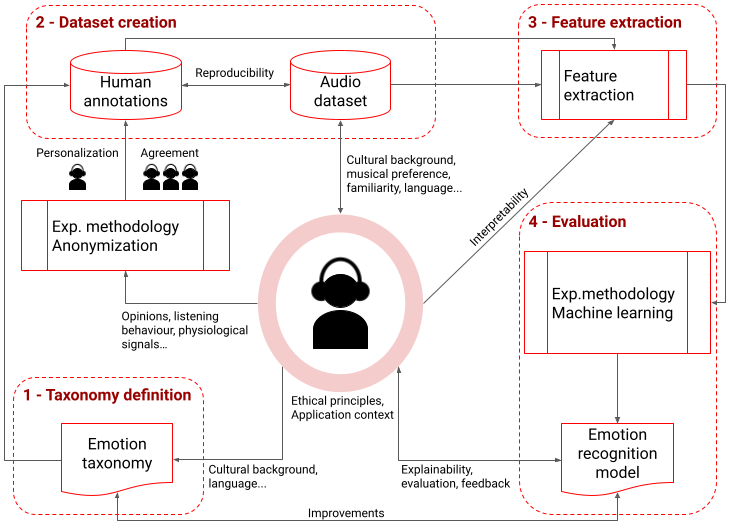 2 - Dataset creation
3 - Feature extraction
Human
annotations
Reproducibility
Audio
dataset
Feature
extraction
Personalization
Agreement
Cultural background,
musical preference,
familiarity, language...
Exp. methodology
Anonymization
Interpretability
4 - Evaluation
Exp.methodology
Machine learning
Opinions, listening
behaviour, physiological
signals…
1 - Taxonomy definition
Ethical principles,
Application context
Emotion
taxonomy
Cultural background,
language...
Explainability,
evaluation, feedback
Emotion
recognition
model
Improvements